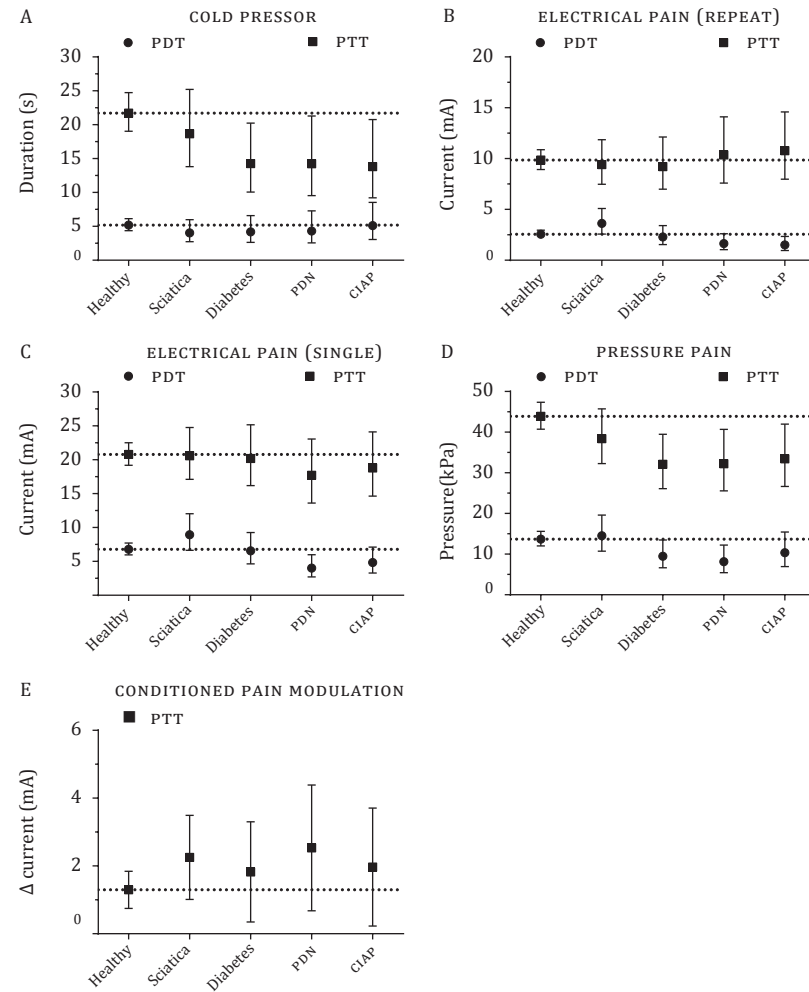 A COLD PRESSOR
PDT PTT
Duration (s)
30
25
20
15
10
5
0
Healthy Sciatica Diabetes PDN CIAP
B ELECTRICAL PAIN (REPEAT)
PDT PTT
Current (mA)
20
15
10
5
0
Healthy Sciatica Diabetes PDN CIAP
C ELECTRICAL PAIN (SINGLE)
PDT PTT
Current (mA)
30
25
20
15
10
5
Healthy Sciatica Diabetes PDN CIAP
D PRESSURE PAIN
PDT PTT
Pressure(kPa)
50
40
30
20
10
0
Healthy Sciatica Diabetes PDN CIAP
E CONDITIONED PAIN MODULATION
PTT
Δ current (mA)
6
4
2
0
Healthy Sciatica Diabetes PDN CIAP